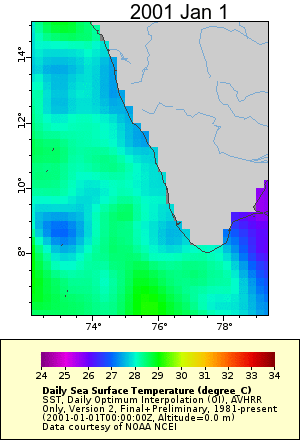 2001 Jan 1
14°
12°
10°
8°
74° 76° 78°
24 25 26 27 28 29 30 31 32 33 34
Daily Sea Surface Temperature (degree_C)
SST, Daily Optimum Interpolation (OI), AVHRR
Only, Version 2, Final+Preliminary, 1981-present
(2001-01-01T00:00:00Z, Altitude=0.0 m)
Data courtesy of NOAA NCEI